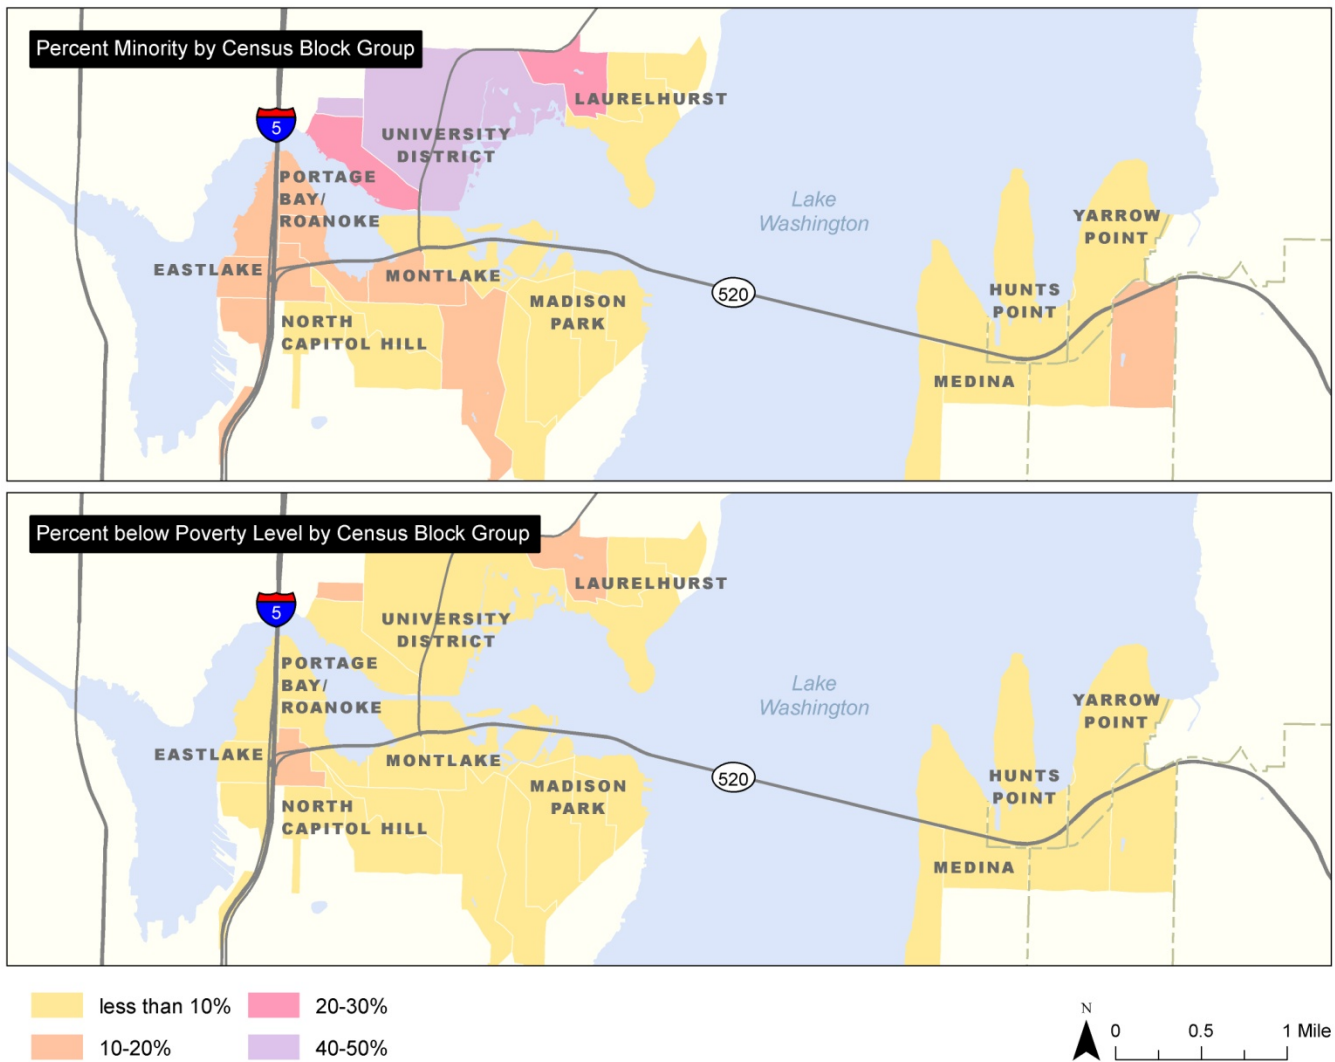 Percent Minority by Census Block Group
5
LAURELHURST
UNIVERSITY
DISTRICT
PORTAGE
BAY/
ROANOKE
Lake
Washington
YARROW
POINT
EASTLAKE
MONTLAKE
520
HUNTS
POINT
MADISON
PARK
NORTH
CAPITOL HILL
MEDINA
Percent below Poverty Level by Census Block Group
5
LAURELHURST
UNIVERSITY
DISTRICT
PORTAGE
BAY/
ROANOKE
Lake
Washington
YARROW
POINT
EASTLAKE
MONTLAKE
520
HUNTS
POINT
MADISON
PARK
NORTH
CAPITOL HILL
MEDINA
less than 10%
20-30%
10-20%
40-50%
N
0 0.5 1 Mile